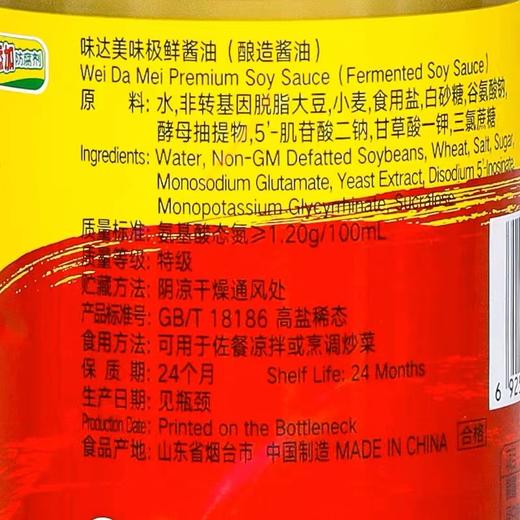 添加防腐剂
味达美味极鲜酱油（酿造酱油）
Wei Da Mei Premium Soy Sauce (Fermented Soy Sauce)
原 料:水,非转基因脱脂大豆,小麦,食用盐,白砂糖,谷氨酸钠,
酵母抽提物,5'-肌苷酸二钠,甘草酸一钾,三氯蔗糖
Ingredients: Water, Non-GM Defatted Soybeans, Wheat, Salt, Sugar,
Monosodium Glutamate, Yeast Extract, Disodium 5'-Inosinate,
Monopotassium Glycyrrhinate, Sucralose
质量标准: 氨基酸态氮≥1.20g/100mL
质量等级: 特级
贮藏方法: 阴凉干燥通风处
产品标准号: GB/T 18186 高盐稀态
食用方法: 可用于佐餐凉拌或烹调炒菜
保 质 期: 24个月 Shelf Life: 24 Months
生产日期: 见瓶颈
Production Date: Printed on the Bottleneck
食品产地: 山东省烟台市 中国制造 MADE IN CHINA 合格
6 92